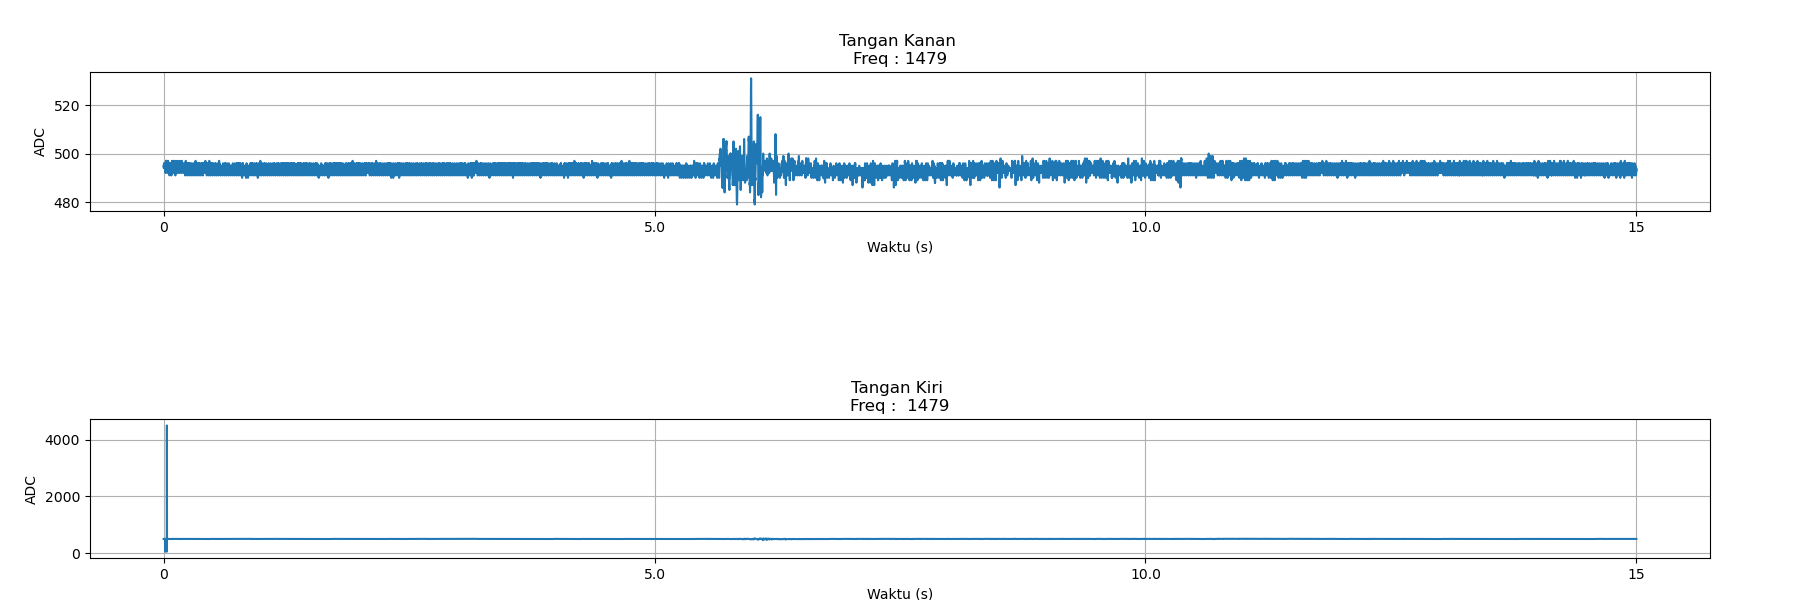 Tangan Kanan
Freq : 1479
520
500
480
ADC
0 5.0 10.0 15
Waktu (s)
Tangan Kiri
Freq :  1479
4000
2000
0
ADC
0 5.0 10.0 15
Waktu (s)